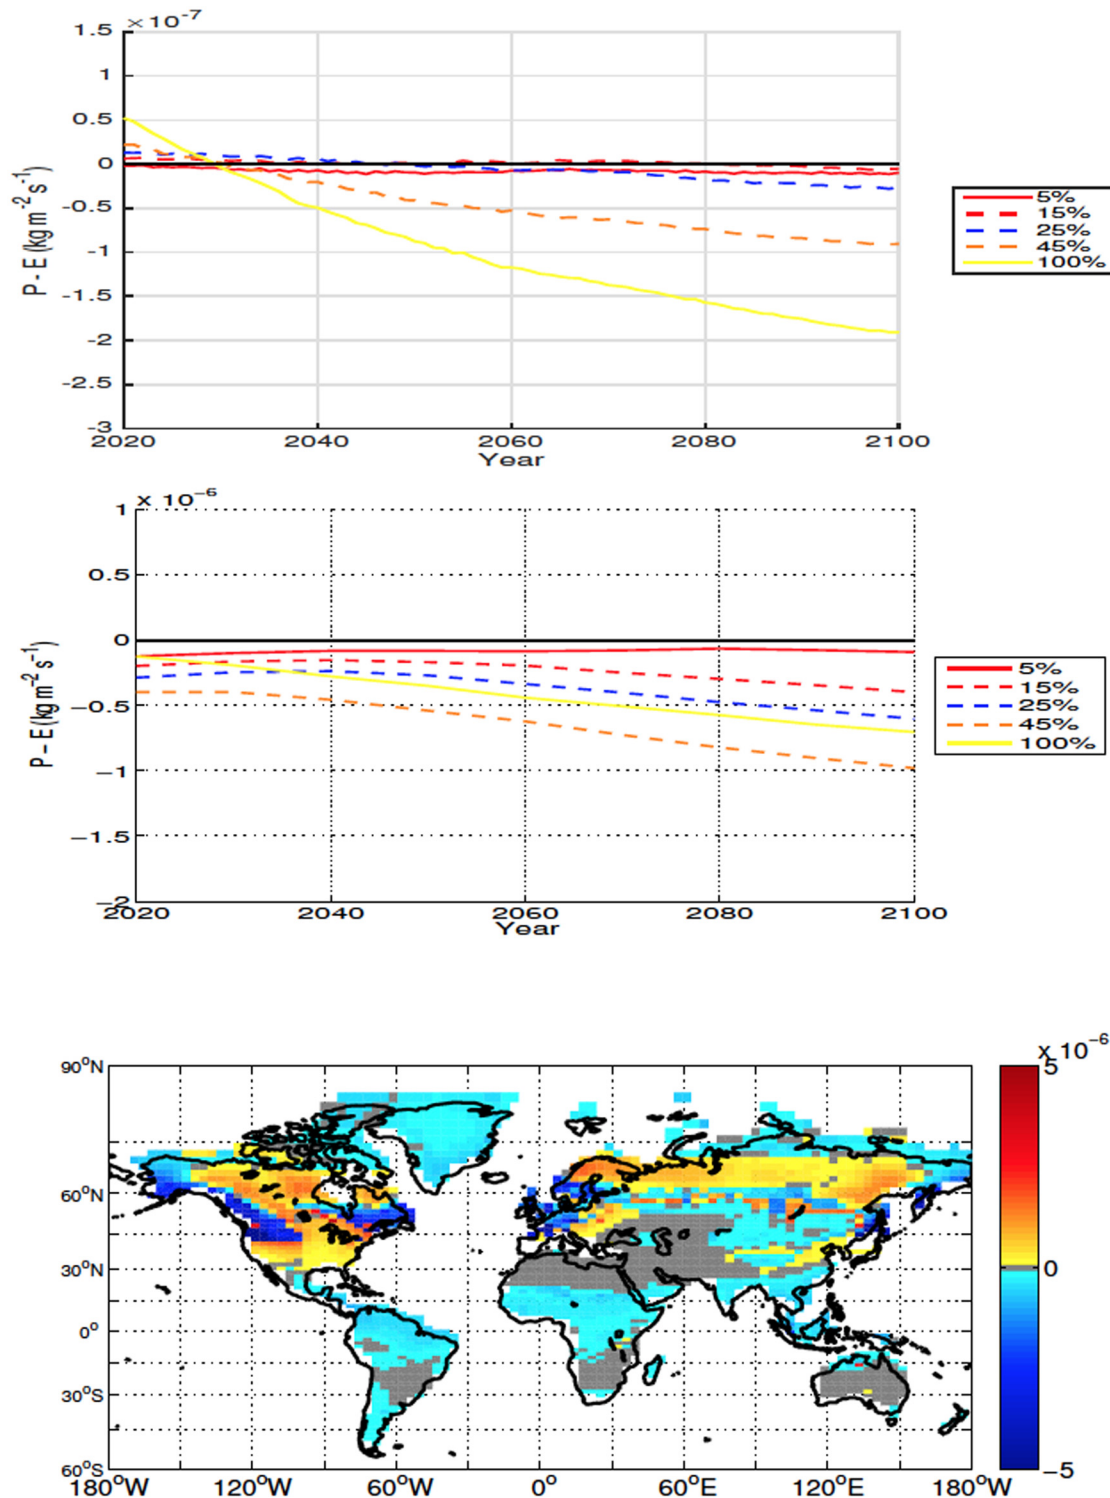 × 10⁻⁷
1.5
1
0.5
0
-0.5
-1
-1.5
-2
-2.5
-3
P - E (kg m⁻² s⁻¹)
2020 2040 2060 2080 2100
Year
5%
15%
25%
45%
100%
x 10⁻⁶
1
0.5
0
−0.5
−1
−1.5
−2
P − E (kg m⁻² s⁻¹)
2020 2040 2060 2080 2100
Year
5%
15%
25%
45%
100%
90°N
60°N
30°N
0°
30°S
60°S
180°W 120°W 60°W 0° 60°E 120°E 180°W
x 10⁻⁶
5
0
−5